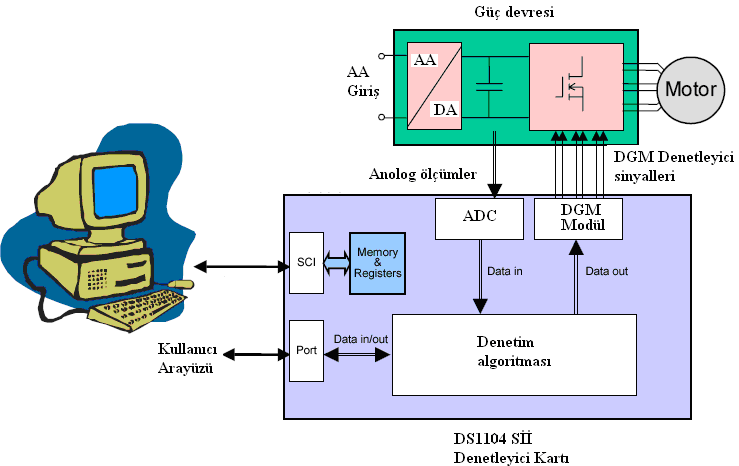 Güç devresi
AA
Giriş
AA
DA
Motor
Anolog ölçümler
DGM Denetleyici
sinyalleri
ADC
DGM
Modül
SCI
Memory
&
Registers
Data in
Data out
Kullanıcı
Arayüzü
Port
Data in/out
Denetim
algoritması
DS1104 Sİİ
Denetleyici Kartı